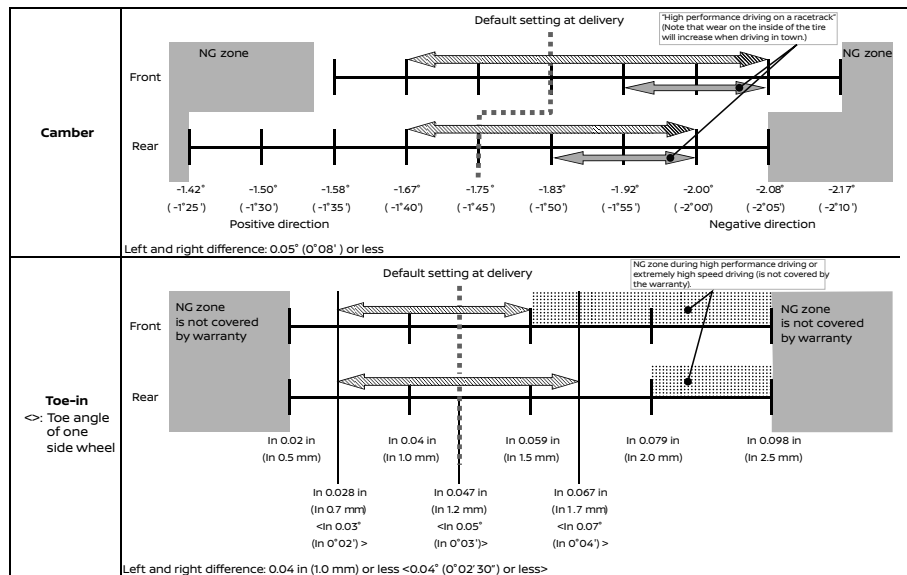 Default setting at delivery
"High performance driving on a racetrack"
(Note that wear on the inside of the tire
will increase when driving in town.)
NG zone
NG zone
Front
Camber
Rear
-1.42° -1.50° -1.58° -1.67° -1.75° -1.83° -1.92° -2.00° -2.08° -2.17°
(-1°25') (-1°30') (-1°35') (-1°40') (-1°45') (-1°50') (-1°55') (-2°00') (-2°05') (-2°10')
Positive direction Negative direction
Left and right difference: 0.05° (0°08') or less
Default setting at delivery
NG zone during high performance driving or
extremely high speed driving (is not covered by
the warranty).
NG zone
is not covered
by warranty
NG zone
is not covered
by warranty
Front
Toe-in
<>: Toe angle
of one
side wheel
Rear
In 0.02 in In 0.04 in In 0.059 in In 0.079 in In 0.098 in
(In 0.5 mm) (In 1.0 mm) (In 1.5 mm) (In 2.0 mm) (In 2.5 mm)
In 0.028 in In 0.047 in In 0.067 in
(In 0.7 mm) (In 1.2 mm) (In 1.7 mm)
<In 0.03° <In 0.05° <In 0.07°
(In 0°02') > (In 0°03')> (In 0°04') >
Left and right difference: 0.04 in (1.0 mm) or less <0.04° (0°02'30") or less>